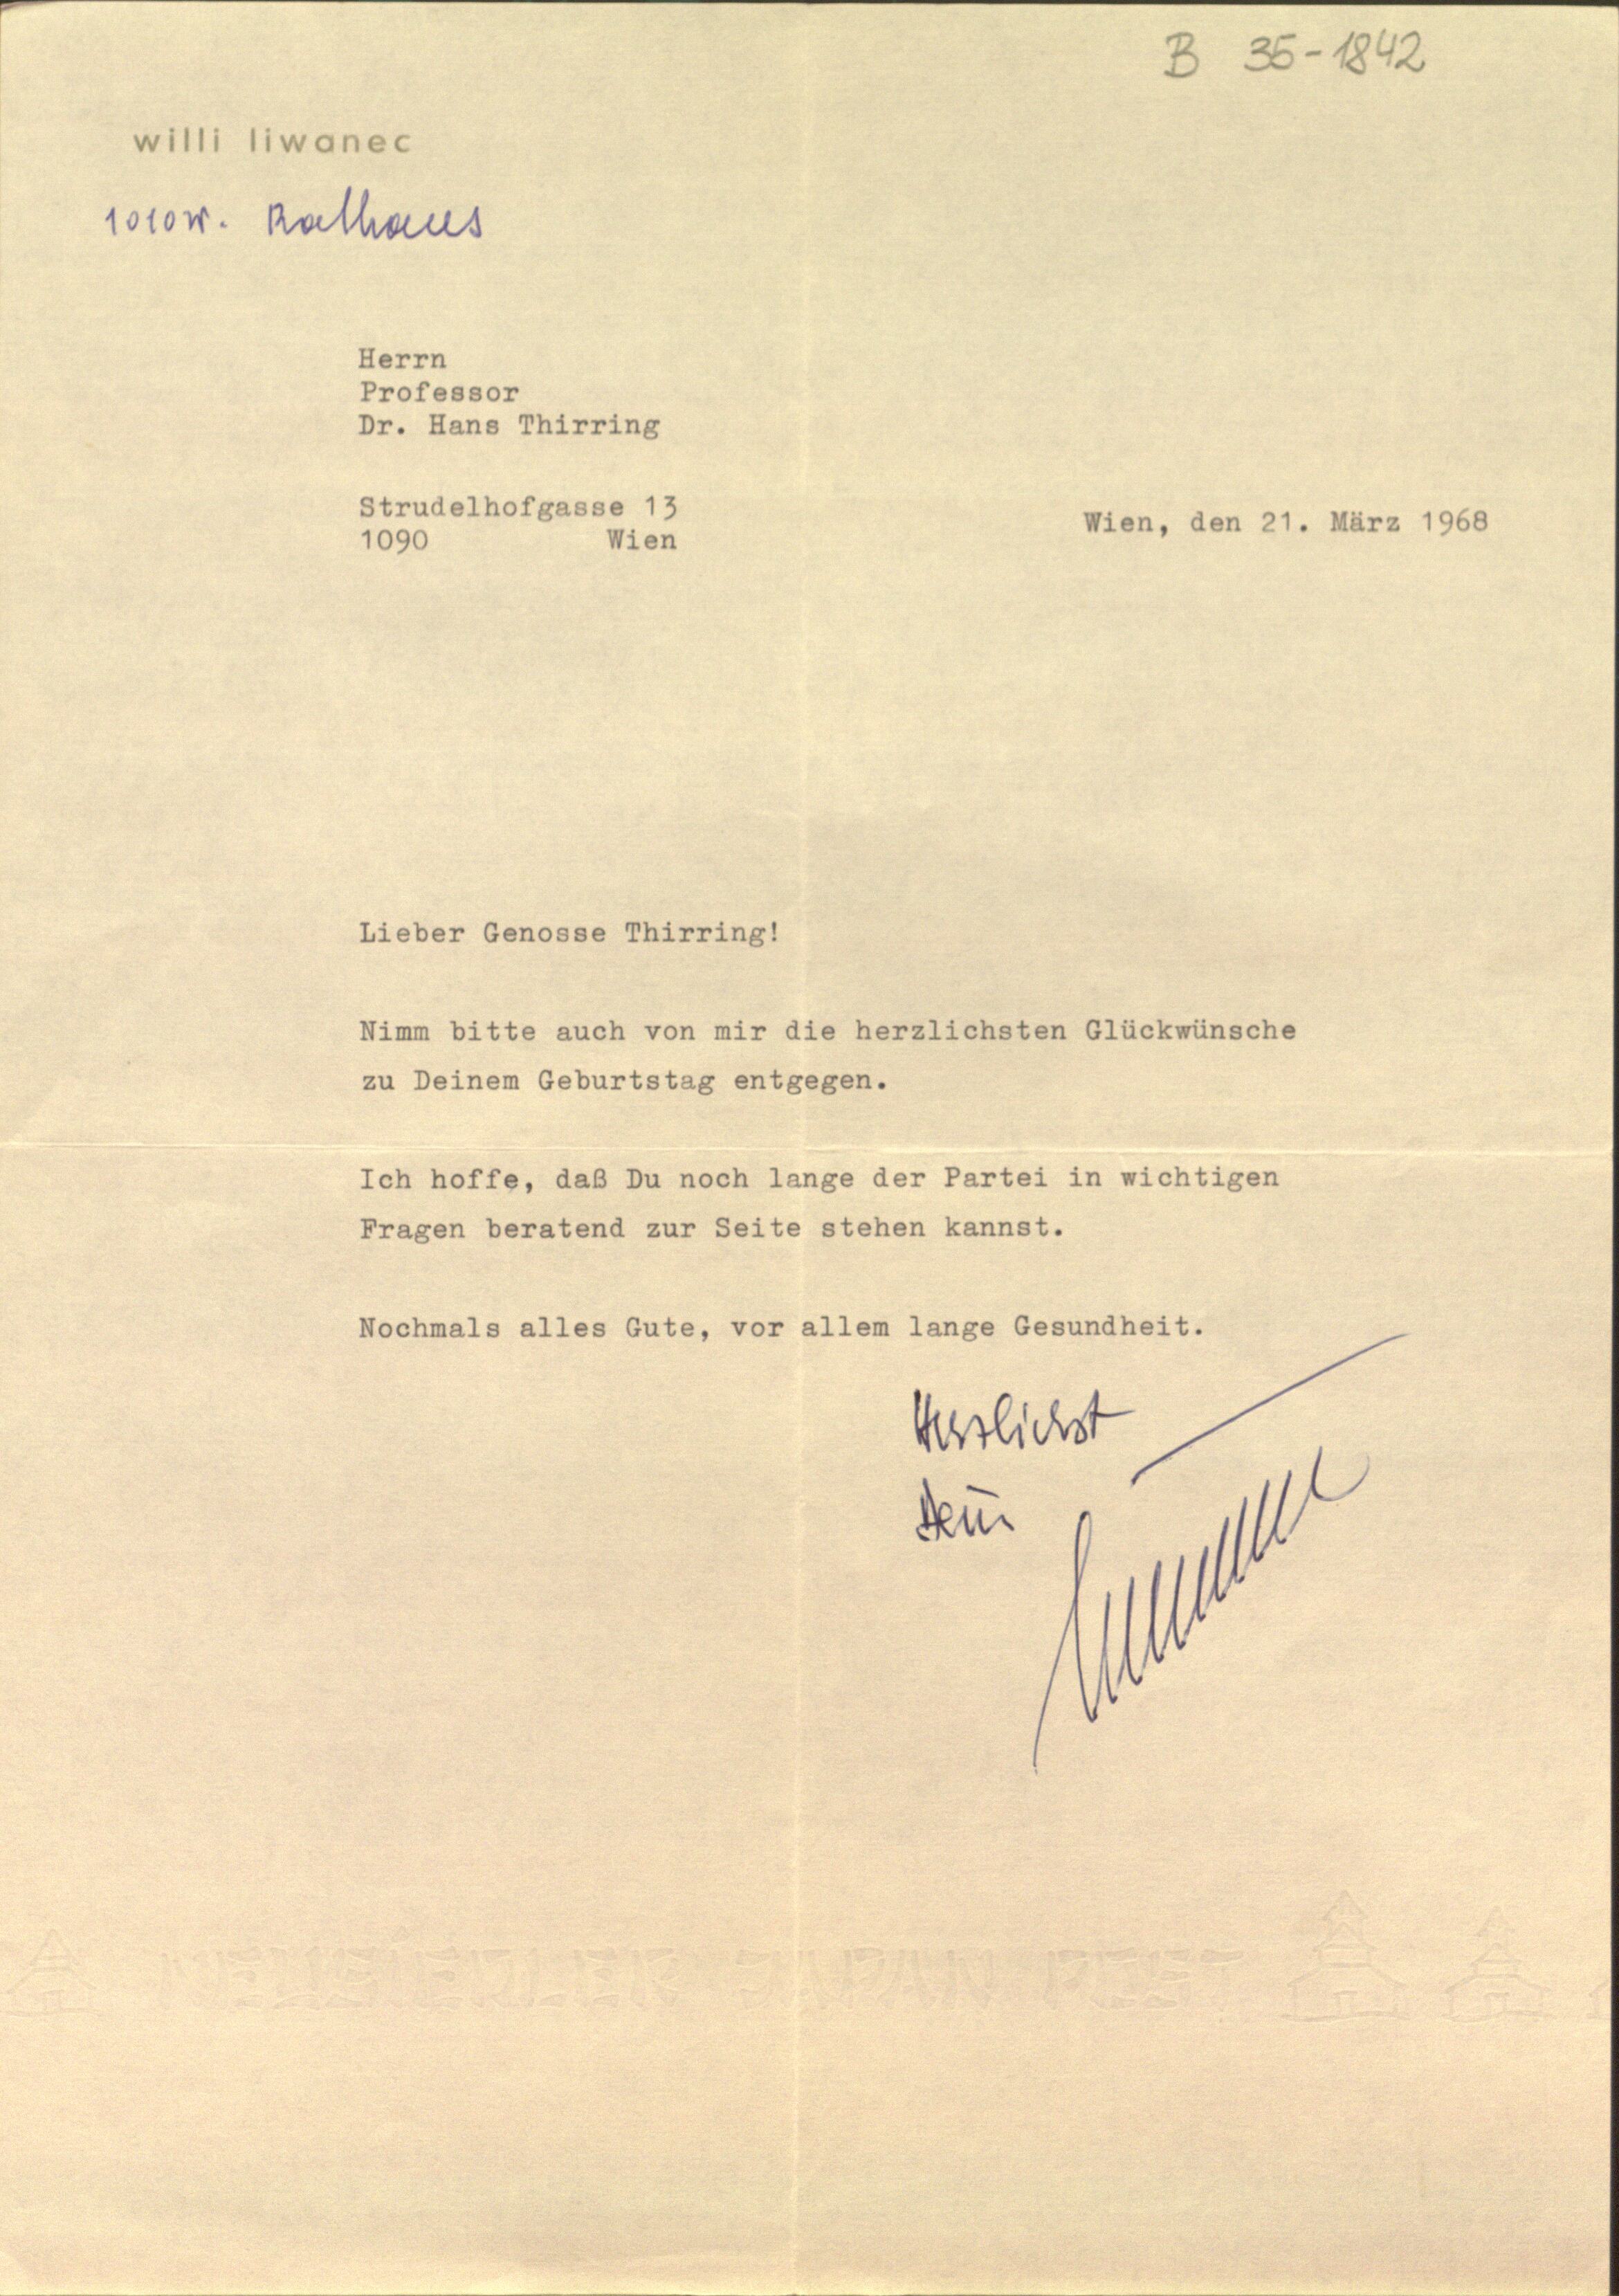 B 35-1842
willi liwanec
1010 W. Rathaus
Herrn
Professor
Dr. Hans Thirring
Strudelhofgasse 13
1090 Wien
Wien, den 21. März 1968
Lieber Genosse Thirring!
Nimm bitte auch von mir die herzlichsten Glückwünsche
zu Deinem Geburtstag entgegen.
Ich hoffe, daß Du noch lange der Partei in wichtigen
Fragen beratend zur Seite stehen kannst.
Nochmals alles Gute, vor allem lange Gesundheit.
Herzlichst
Dein
NEUSIEDLER JAPAN POST